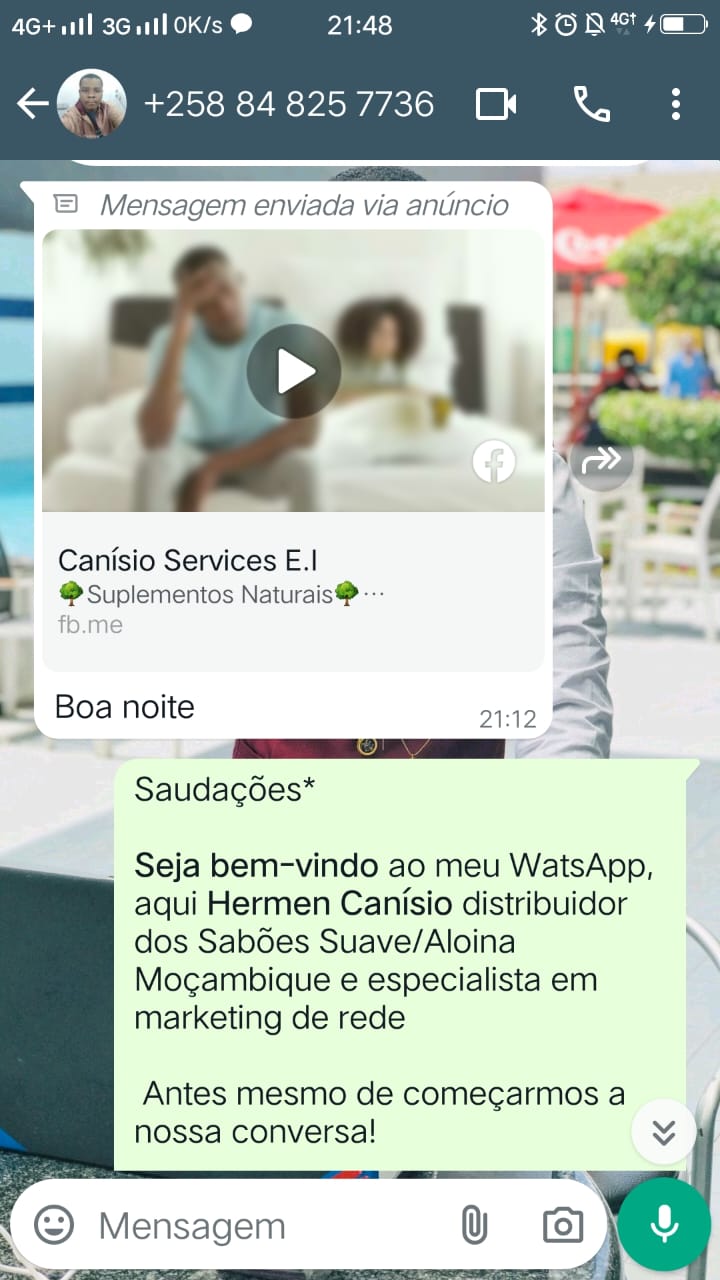 4G+ 3G 0K/s 21:48 4G†
+258 84 825 7736
Mensagem enviada via anúncio
Canísio Services E.I
🌳Suplementos Naturais🌳...
fb.me
Boa noite
21:12
Saudações*
Seja bem-vindo ao meu WatsApp,
aqui Hermen Canísio distribuidor
dos Sabões Suave/Aloina
Moçambique e especialista em
marketing de rede
Antes mesmo de começarmos a
nossa conversa!
Mensagem